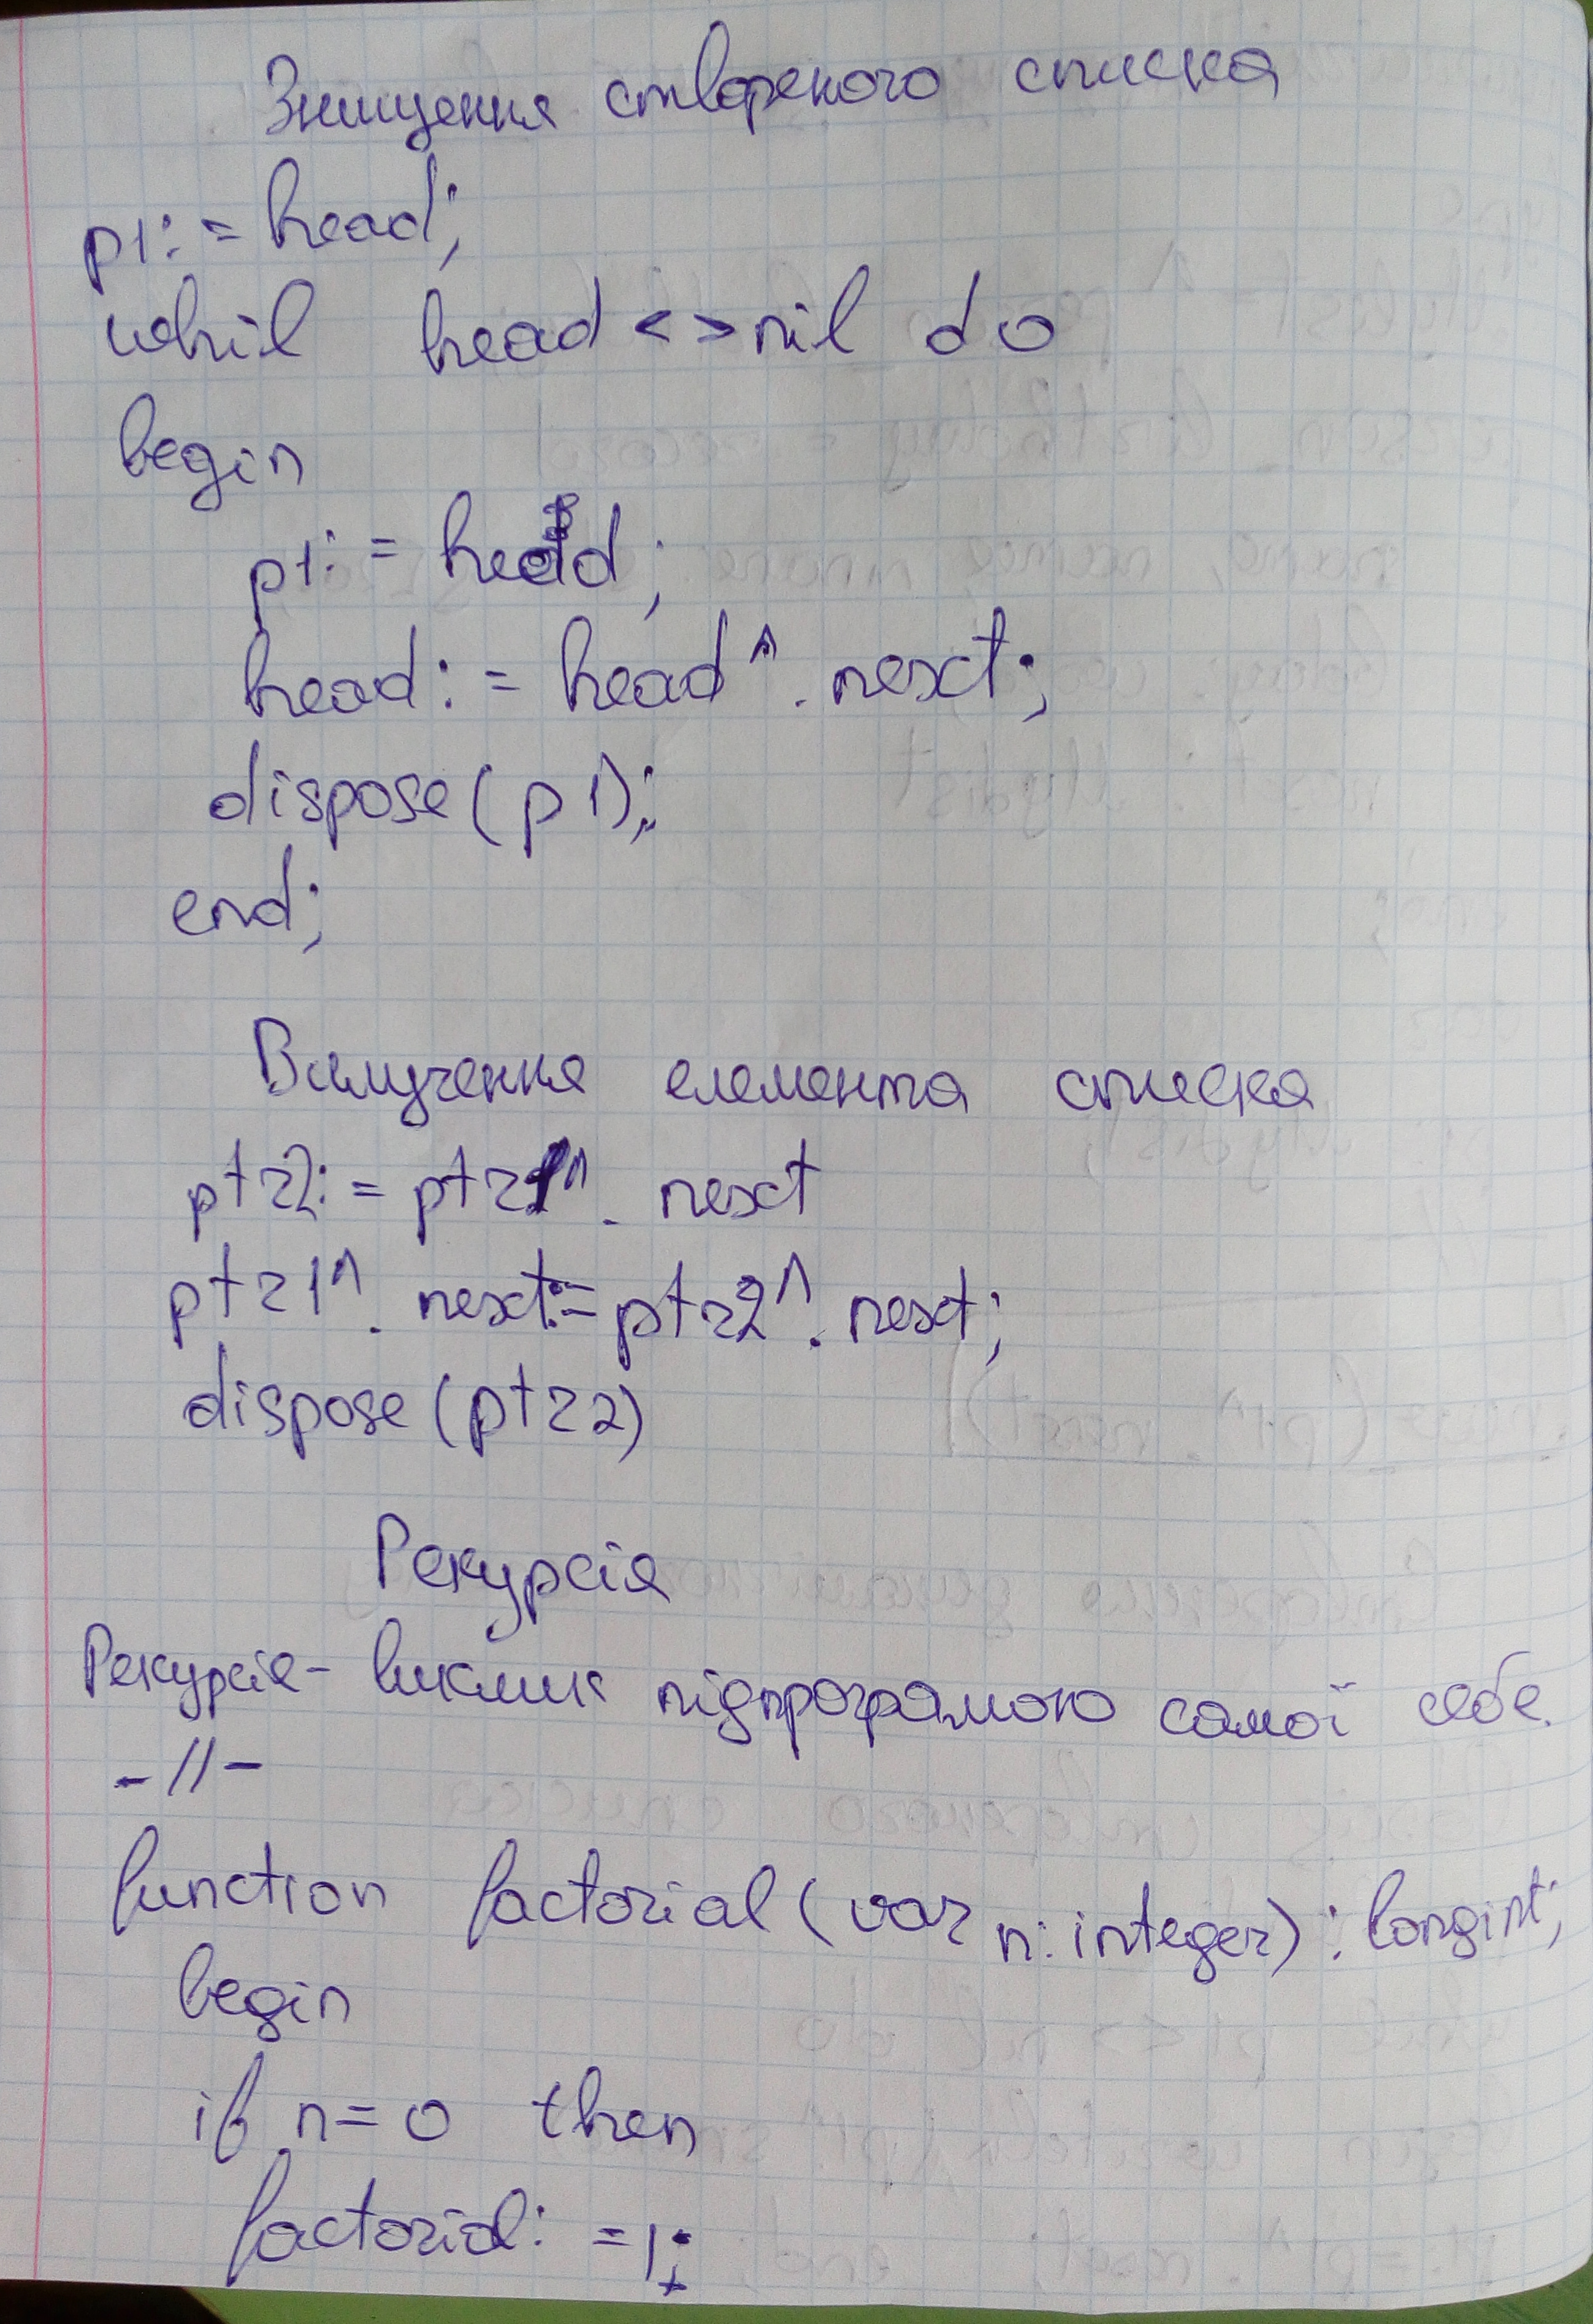 Знищення створеного списка
p1:= head;
whil head <> nil do
begin
p1:= head;
head:= head^. next;
dispose(p1);
end;
Вилучення елемента списка
ptr2:= ptr1^. next
ptr1^. next:= ptr2^. next;
dispose(ptr2)
Рекурсія
Рекурсія- виклик підпрограмою самої себе.
-//-
function factorial(var n: integer): longint;
begin
if n=0 then
factorial:=1;